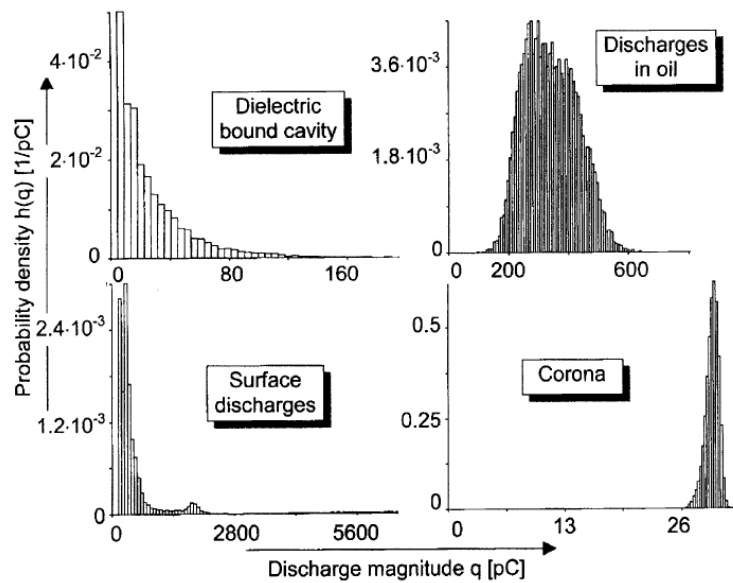 Probability density h(q) [1/pC]
4·10⁻²
2·10⁻²
0
0 80 160
Dielectric
bound cavity
3.6·10⁻³
1.8·10⁻³
0
0 200 600
Discharges
in oil
2.4·10⁻³
1.2·10⁻³
0
0 2800 5600
Surface
discharges
0.5
0.25
0
0 13 26
Corona
Discharge magnitude q [pC]